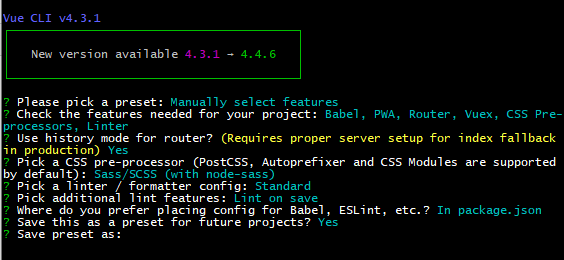 Vue CLI v4.3.1
New version available 4.3.1 → 4.4.6
? Please pick a preset: Manually select features
? Check the features needed for your project: Babel, PWA, Router, Vuex, CSS Pre-
processors, Linter
? Use history mode for router? (Requires proper server setup for index fallback
in production) Yes
? Pick a CSS pre-processor (PostCSS, Autoprefixer and CSS Modules are supported
by default): Sass/SCSS (with node-sass)
? Pick a linter / formatter config: Standard
? Pick additional lint features: Lint on save
? Where do you prefer placing config for Babel, ESLint, etc.? In package.json
? Save this as a preset for future projects? Yes
? Save preset as: